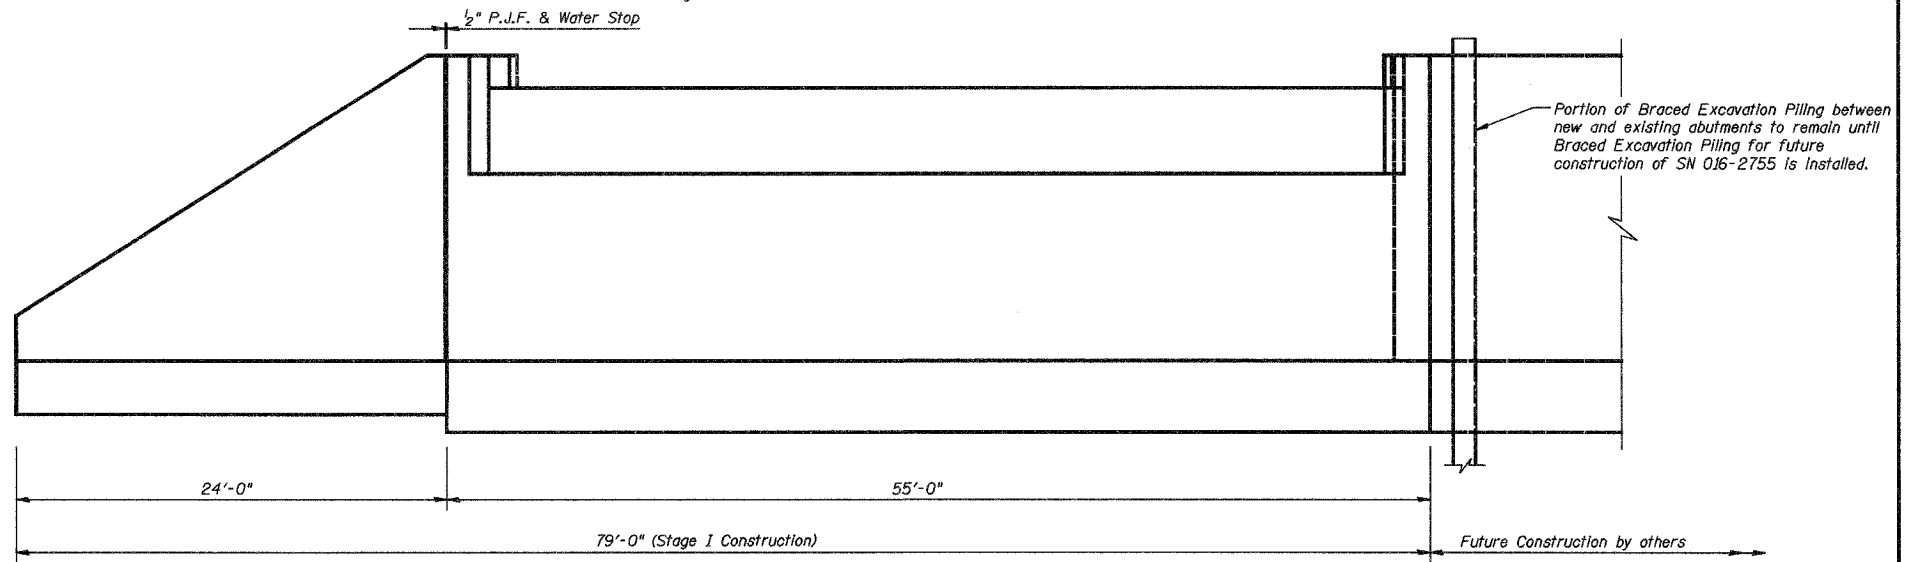 ½" P.J.F. & Water Stop
Portion of Braced Excavation Piling between
new and existing abutments to remain until
Braced Excavation Piling for future
construction of SN 016-2755 is installed.
24'-0"
55'-0"
79'-0" (Stage I Construction)
Future Construction by others